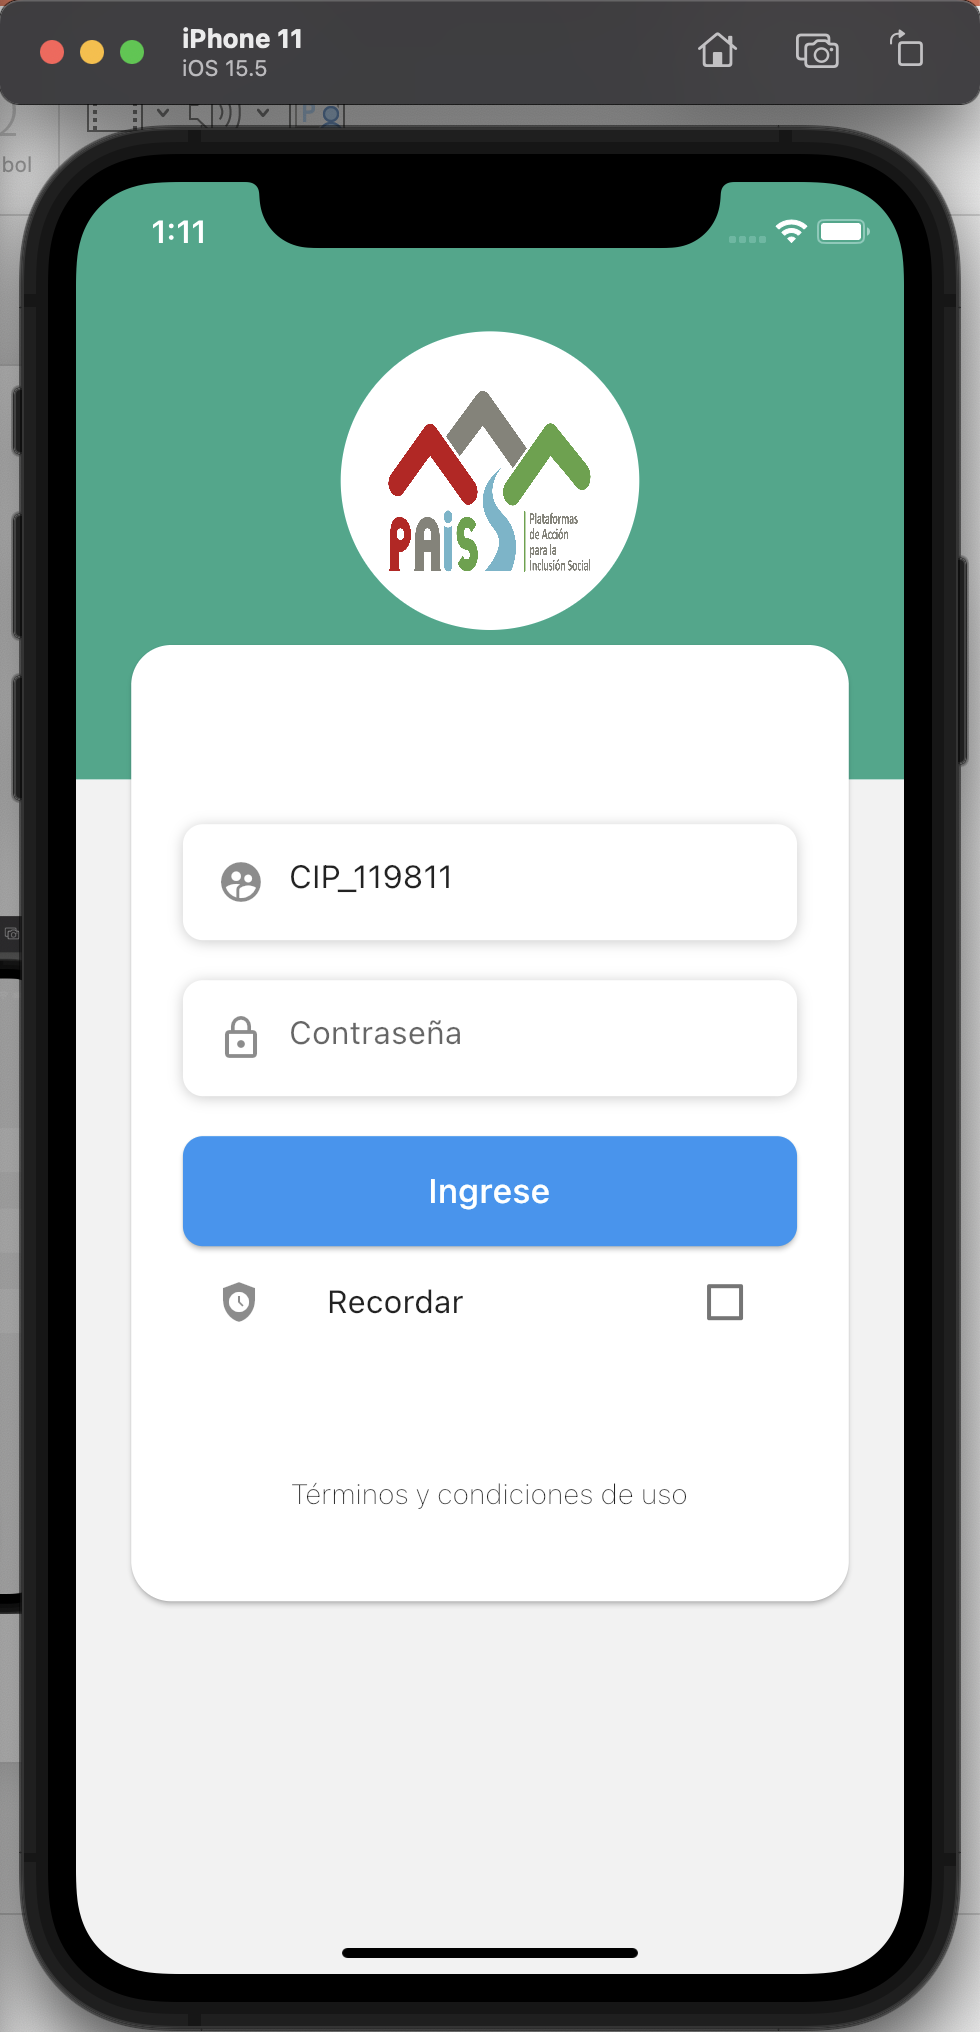 iPhone 11
iOS 15.5
bol
1:11
PAiS
Plataformas
de Acción
para la
Inclusión Social
CIP_119811
Contraseña
Ingrese
Recordar
Términos y condiciones de uso